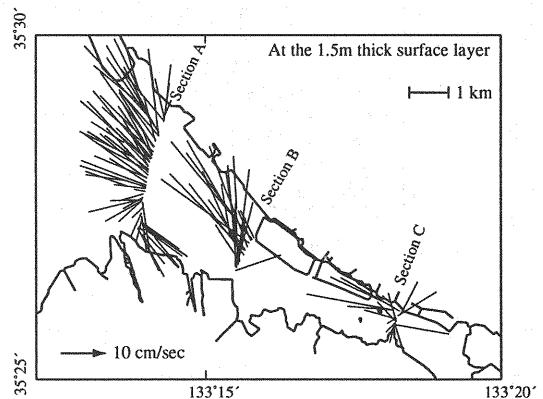 35°30´
At the 1.5m thick surface layer
1 km
Section A
Section B
Section C
10 cm/sec
35°25´
133°15´
133°20´